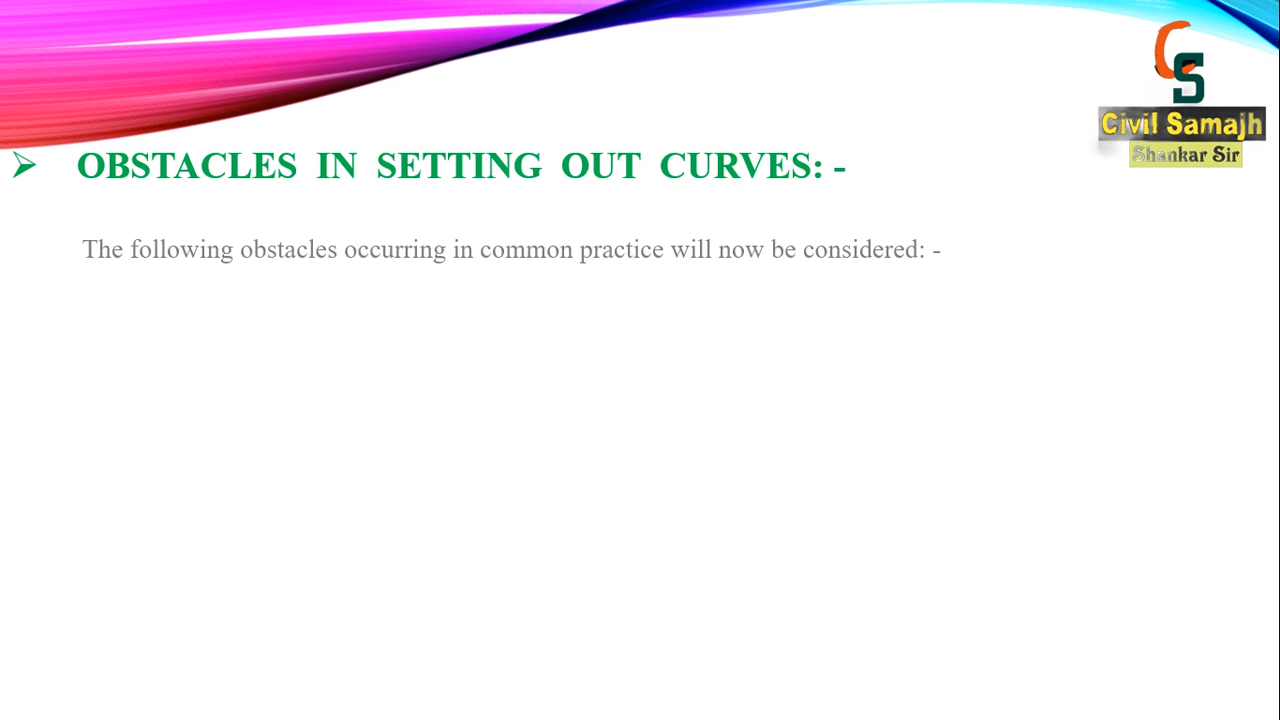 CS
Civil Samajh
Shankar Sir
➢ OBSTACLES IN SETTING OUT CURVES: -
The following obstacles occurring in common practice will now be considered: -